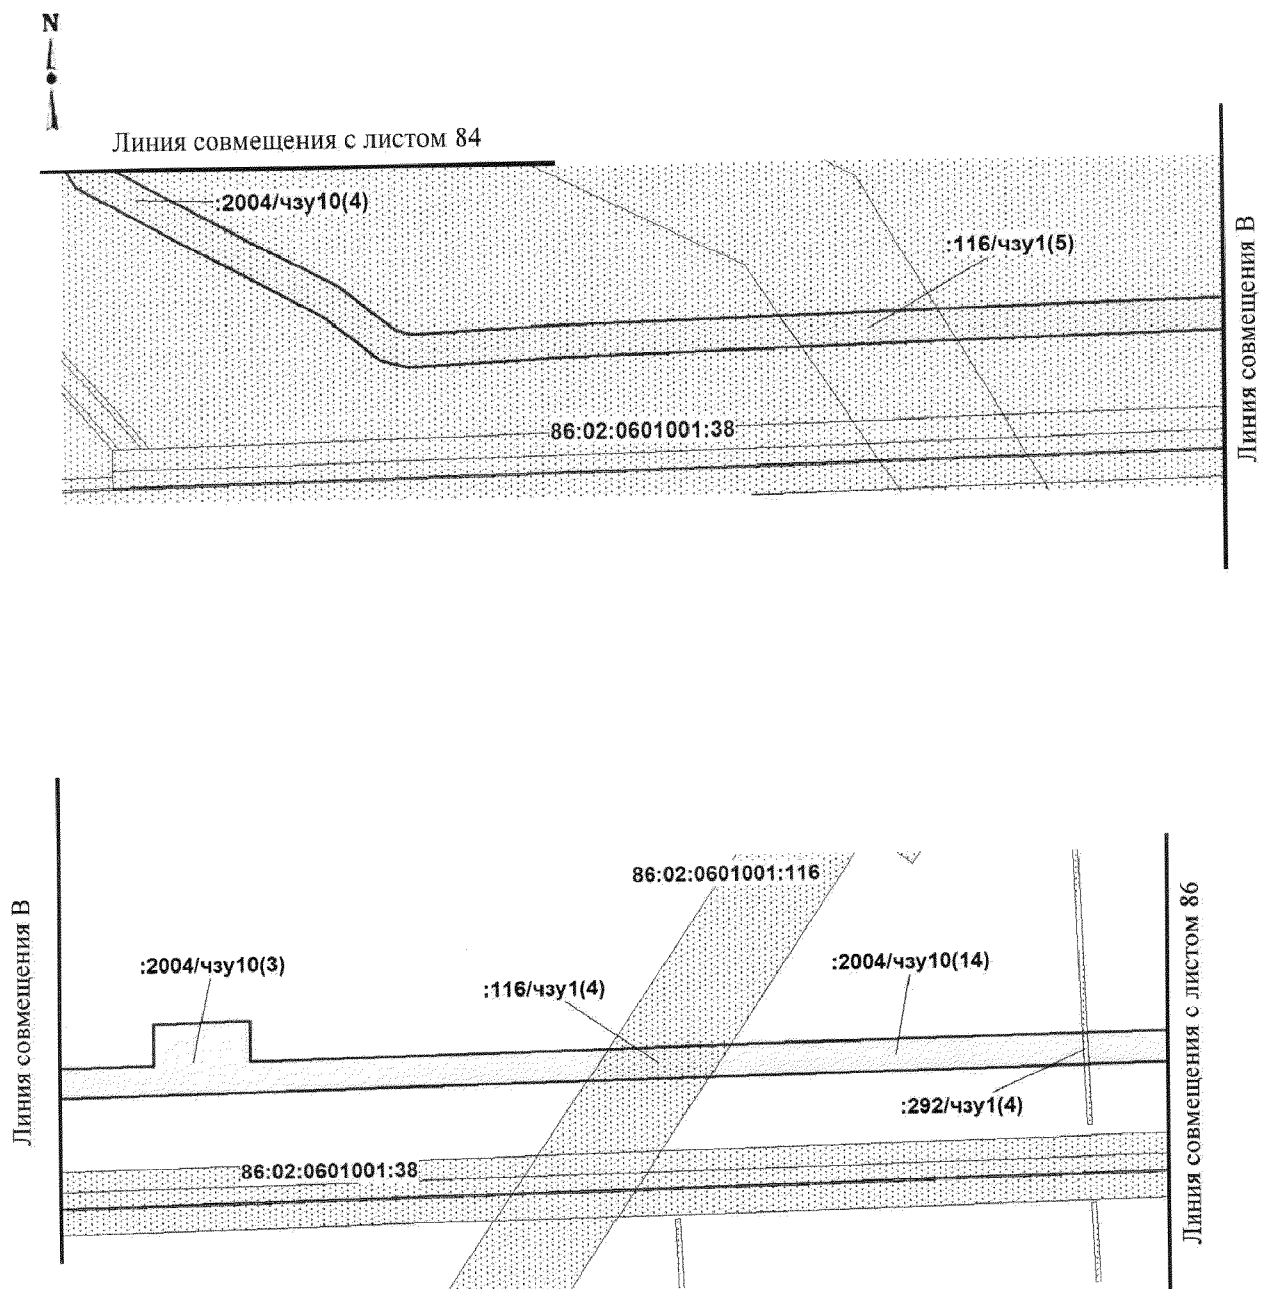 N
Линия совмещения с листом 84
:2004/чзу10(4)
:116/чзу1(5)
Линия совмещения В
86:02:0601001:38
Линия совмещения В
86:02:0601001:116
:2004/чзу10(3)
:116/чзу1(4)
:2004/чзу10(14)
:292/чзу1(4)
86:02:0601001:38
Линия совмещения с листом 86